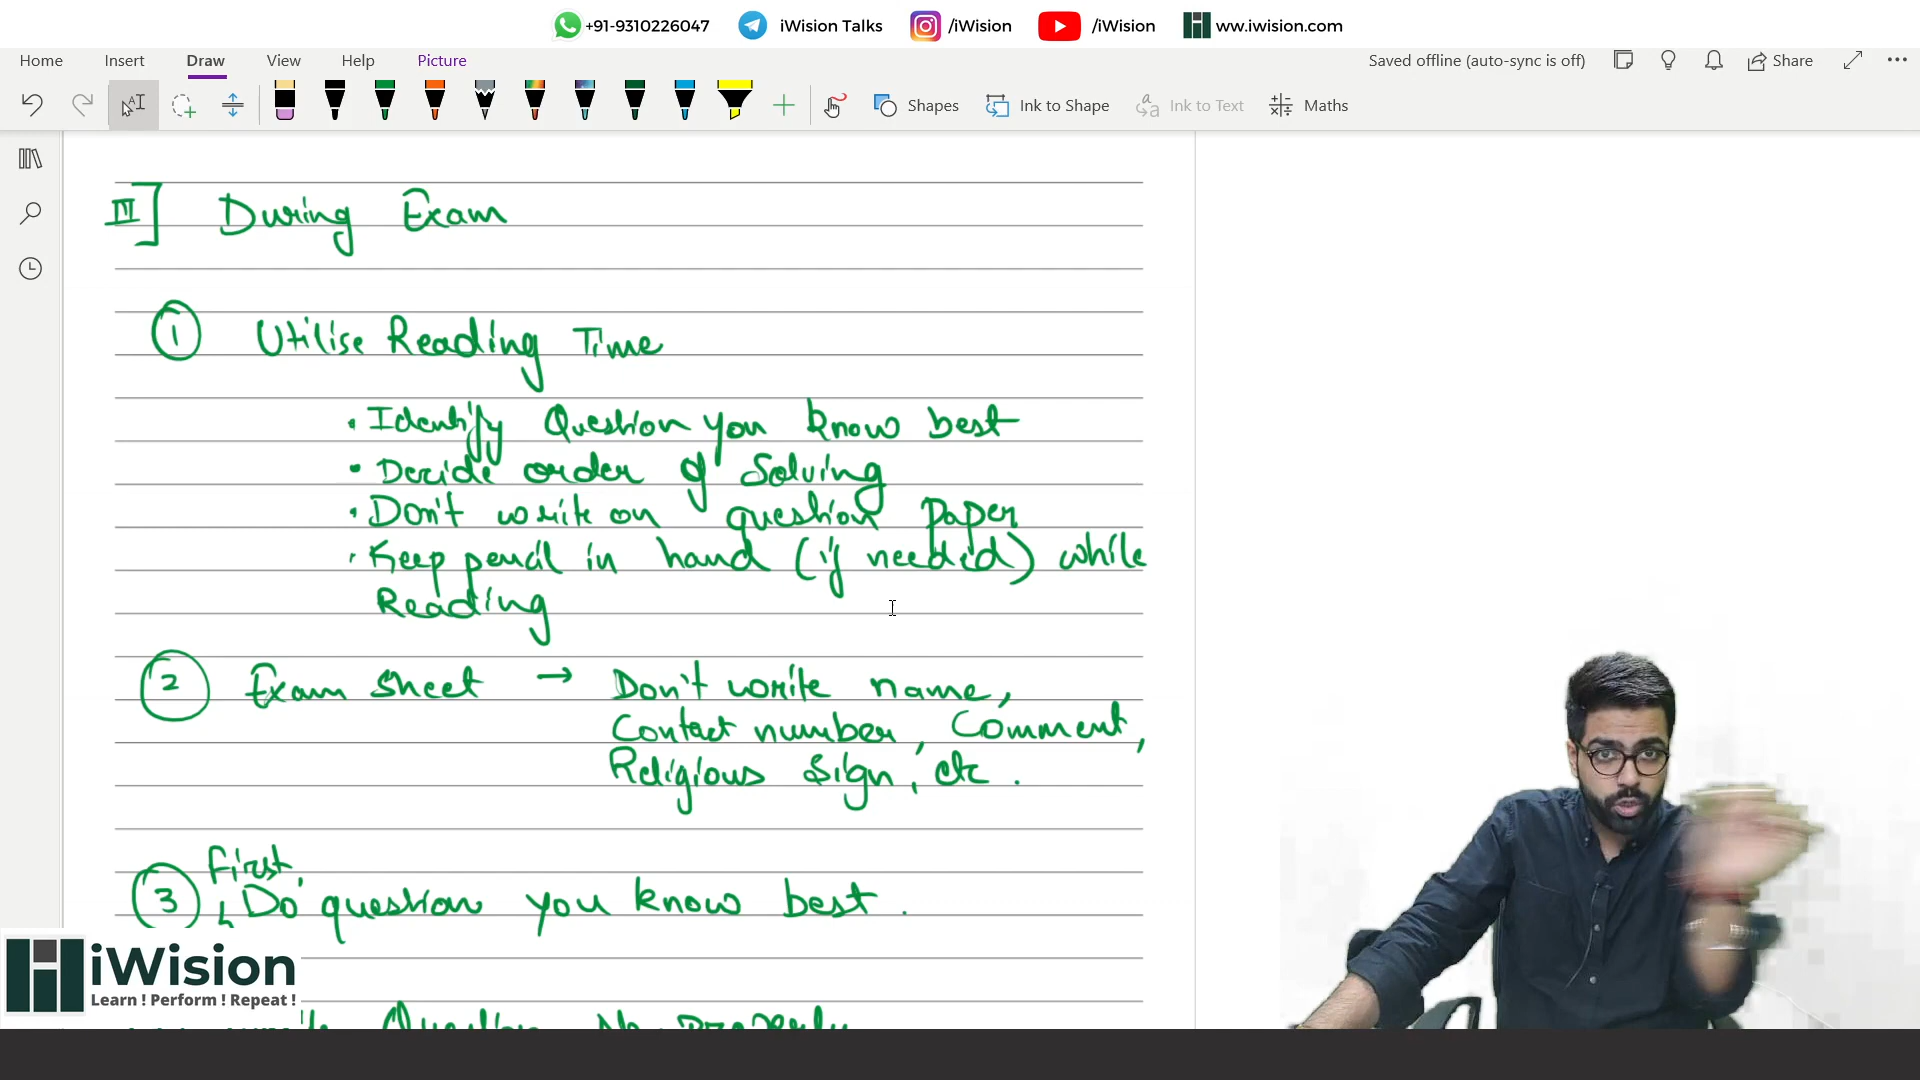 +91-9310226047 iWision Talks /iWision /iWision ww.iwision.com
Home Insert Draw View Help Picture Saved offline (auto-sync is off) Share
Shapes Ink to Shape Ink to Text Maths
III] During Exam
1 Utilise Reading Time
• Identify Question you know best
• Decide order of Solving
• Don't write on question paper
• Keep pencil in hand (if needed) while
Reading
2 Exam Sheet → Don't write name,
Contact number, Comment,
Religious Sign, etc.
First
3 Do question you know best.
iWision
Learn ! Perform ! Repeat !
Question No. properly